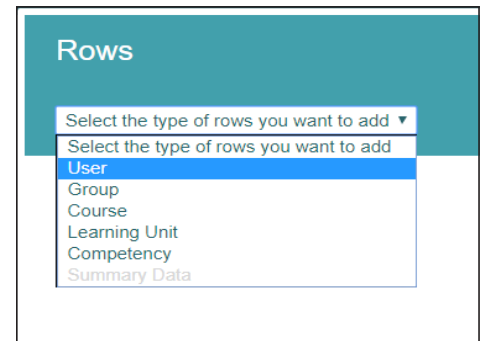 Rows
Select the type of rows you want to add
Select the type of rows you want to add
User
Group
Course
Learning Unit
Competency
Summary Data